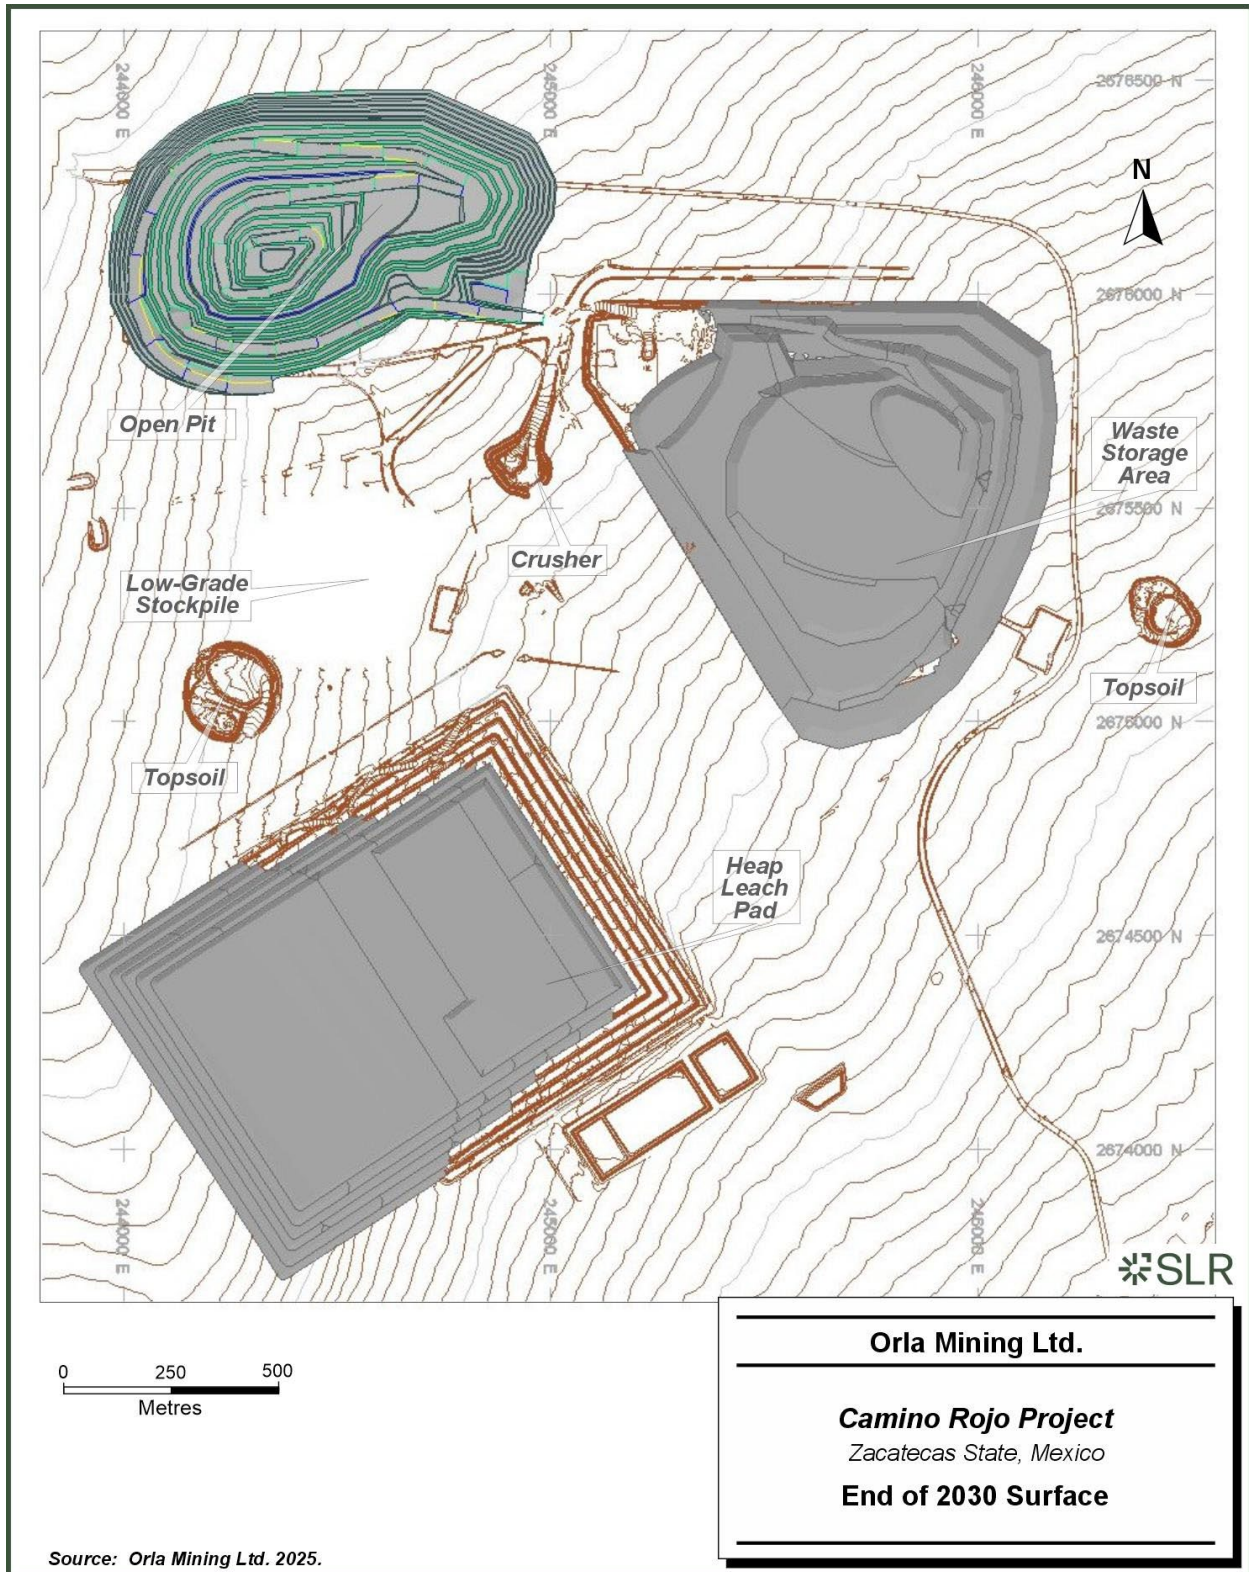 244000 E
245000 E
246000 E
2676500 N
N
2676000 N
Open Pit
Waste
Storage
Area
2675500 N
Crusher
Low-Grade
Stockpile
Topsoil
2675000 N
Topsoil
Heap
Leach
Pad
2674500 N
2674000 N
244000 E
245000 E
246000 E
SLR
Orla Mining Ltd.
0 250 500
Metres
Camino Rojo Project
Zacatecas State, Mexico
End of 2030 Surface
Source: Orla Mining Ltd. 2025.